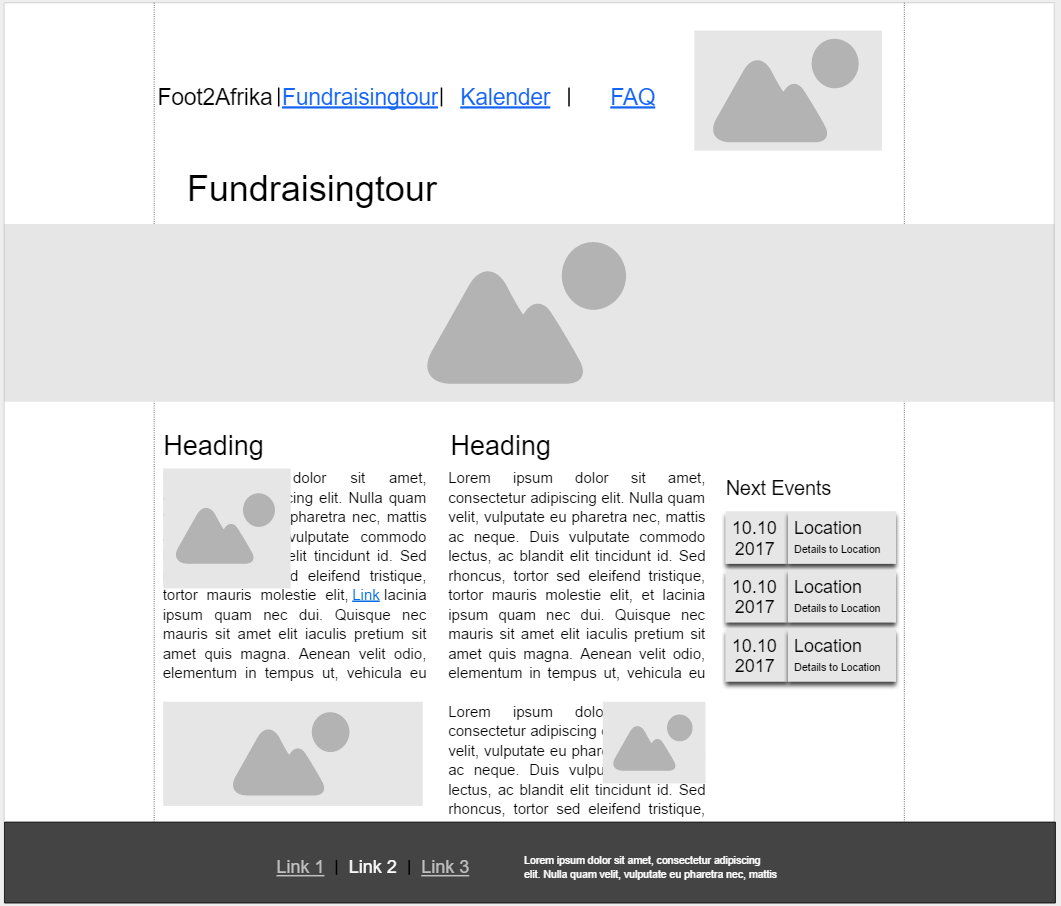 Foot2Afrika | Fundraisingtour | Kalender | FAQ
Fundraisingtour
Heading
dolor sit amet,
cing elit. Nulla quam
pharetra nec, mattis
vulputate commodo
elit tincidunt id. Sed
d eleifend tristique,
tortor mauris molestie elit, Link lacinia
ipsum quam nec dui. Quisque nec
mauris sit amet elit iaculis pretium sit
amet quis magna. Aenean velit odio,
elementum in tempus ut, vehicula eu
Heading
Lorem ipsum dolor sit amet,
consectetur adipiscing elit. Nulla quam
velit, vulputate eu pharetra nec, mattis
ac neque. Duis vulputate commodo
lectus, ac blandit elit tincidunt id. Sed
rhoncus, tortor sed eleifend tristique,
tortor mauris molestie elit, et lacinia
ipsum quam nec dui. Quisque nec
mauris sit amet elit iaculis pretium sit
amet quis magna. Aenean velit odio,
elementum in tempus ut, vehicula eu
Lorem ipsum dolo
consectetur adipiscing
velit, vulputate eu phar
ac neque. Duis vulpu
lectus, ac blandit elit tincidunt id. Sed
rhoncus, tortor sed eleifend tristique,
Next Events
10.10
2017
Location
Details to Location
10.10
2017
Location
Details to Location
10.10
2017
Location
Details to Location
Link 1 | Link 2 | Link 3
Lorem ipsum dolor sit amet, consectetur adipiscing
elit. Nulla quam velit, vulputate eu pharetra nec, mattis